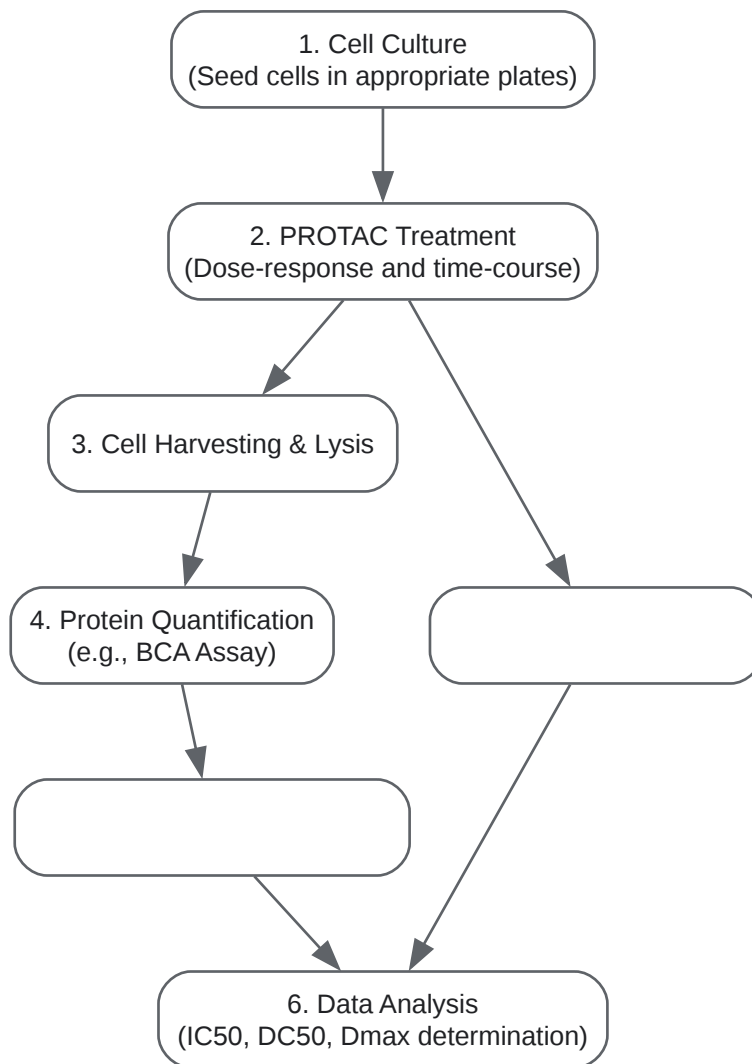 1. Cell Culture
(Seed cells in appropriate plates)
2. PROTAC Treatment
(Dose-response and time-course)
3. Cell Harvesting & Lysis
4. Protein Quantification
(e.g., BCA Assay)
6. Data Analysis
(IC50, DC50, Dmax determination)